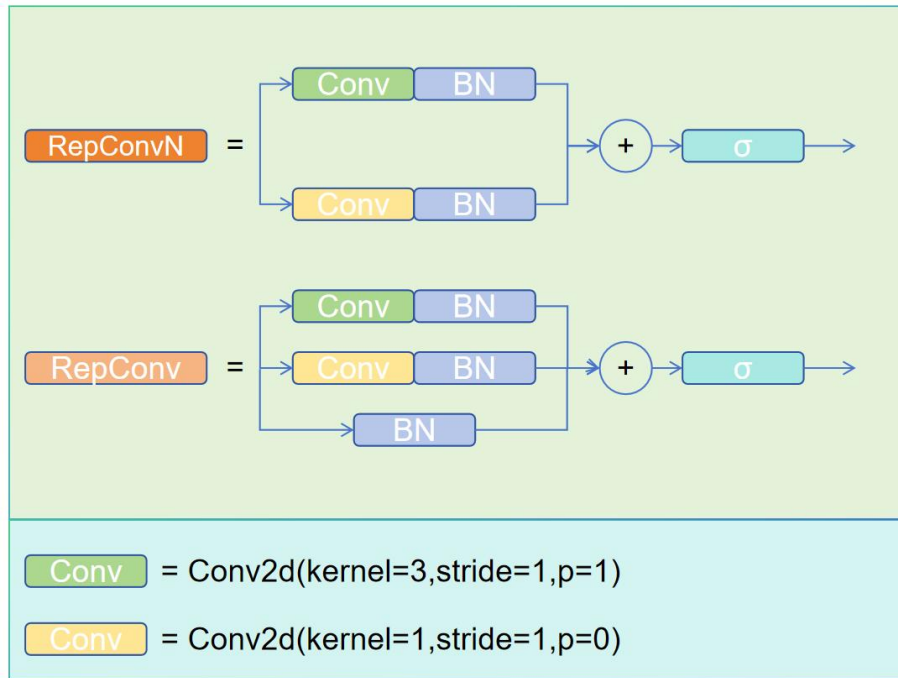 Conv BN
RepConvN = + σ
Conv BN
Conv BN
RepConv = Conv BN + σ
BN
Conv = Conv2d(kernel=3,stride=1,p=1)
Conv = Conv2d(kernel=1,stride=1,p=0)